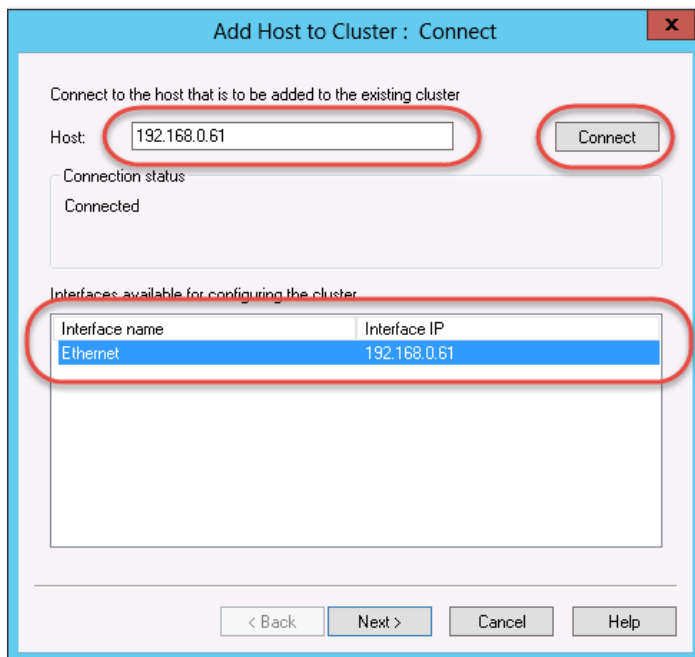 Add Host to Cluster : Connect
x
Connect to the host that is to be added to the existing cluster
Host: 192.168.0.61 Connect
Connection status
Connected
Interfaces available for configuring the cluster
Interface name Interface IP
Ethernet 192.168.0.61
< Back Next > Cancel Help